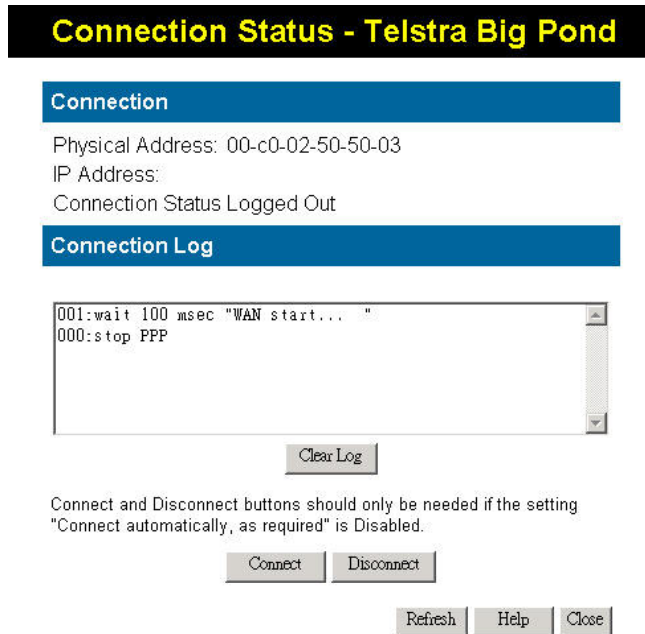 Connection Status - Telstra Big Pond
Connection
Physical Address: 00-c0-02-50-50-03
IP Address:
Connection Status Logged Out
Connection Log
001:wait 100 msec "WAN start...  "
000:stop PPP
Clear Log
Connect and Disconnect buttons should only be needed if the setting
"Connect automatically, as required" is Disabled.
Connect Disconnect
Refresh Help Close